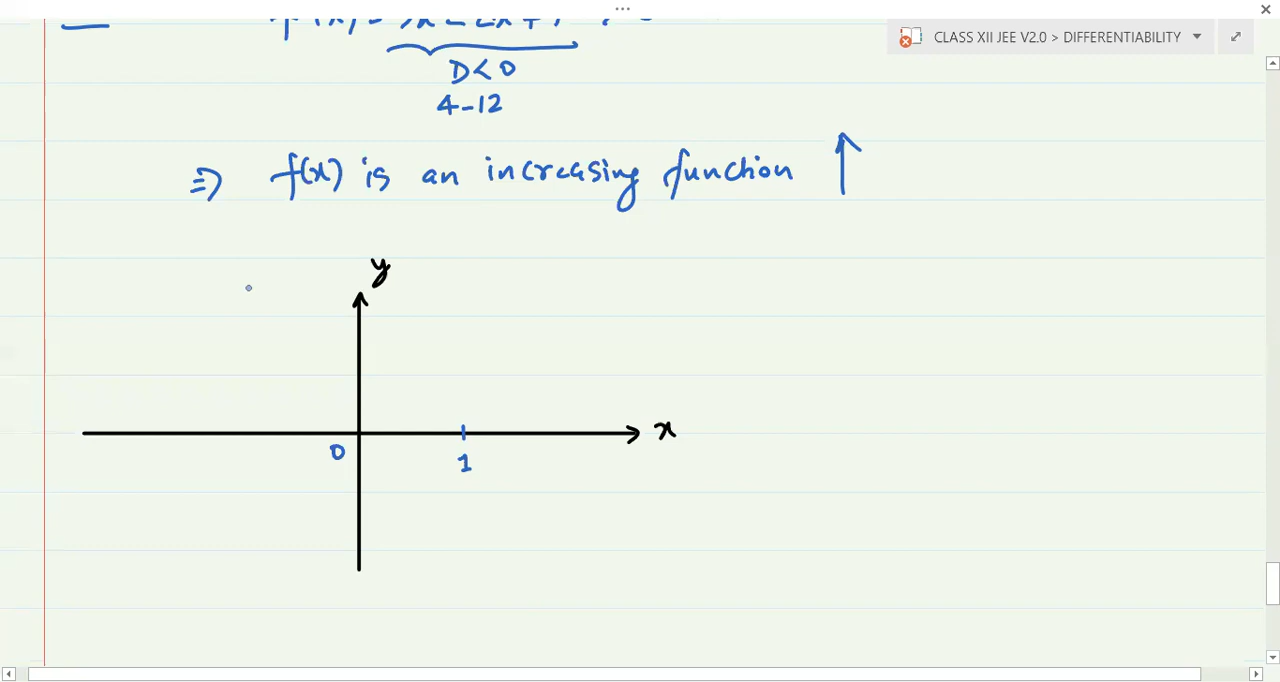 CLASS XII JEE V2.0 > DIFFERENTIABILITY
D<0
4-12
⇒ f(x) is an increasing function ↑
y
x
0
1